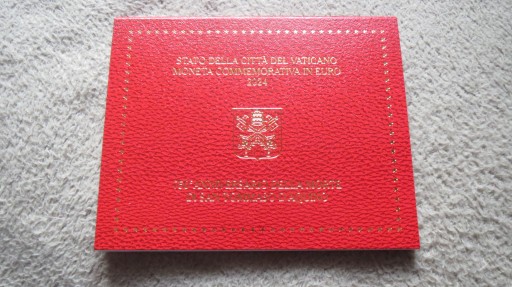 STATO DELLA CITTÀ DEL VATICANO
MONETA COMMEMORATIVA IN EURO
2024
750° ANNIVERSARIO DELLA MORTE
DI SAN TOMMASO D'AQUINO